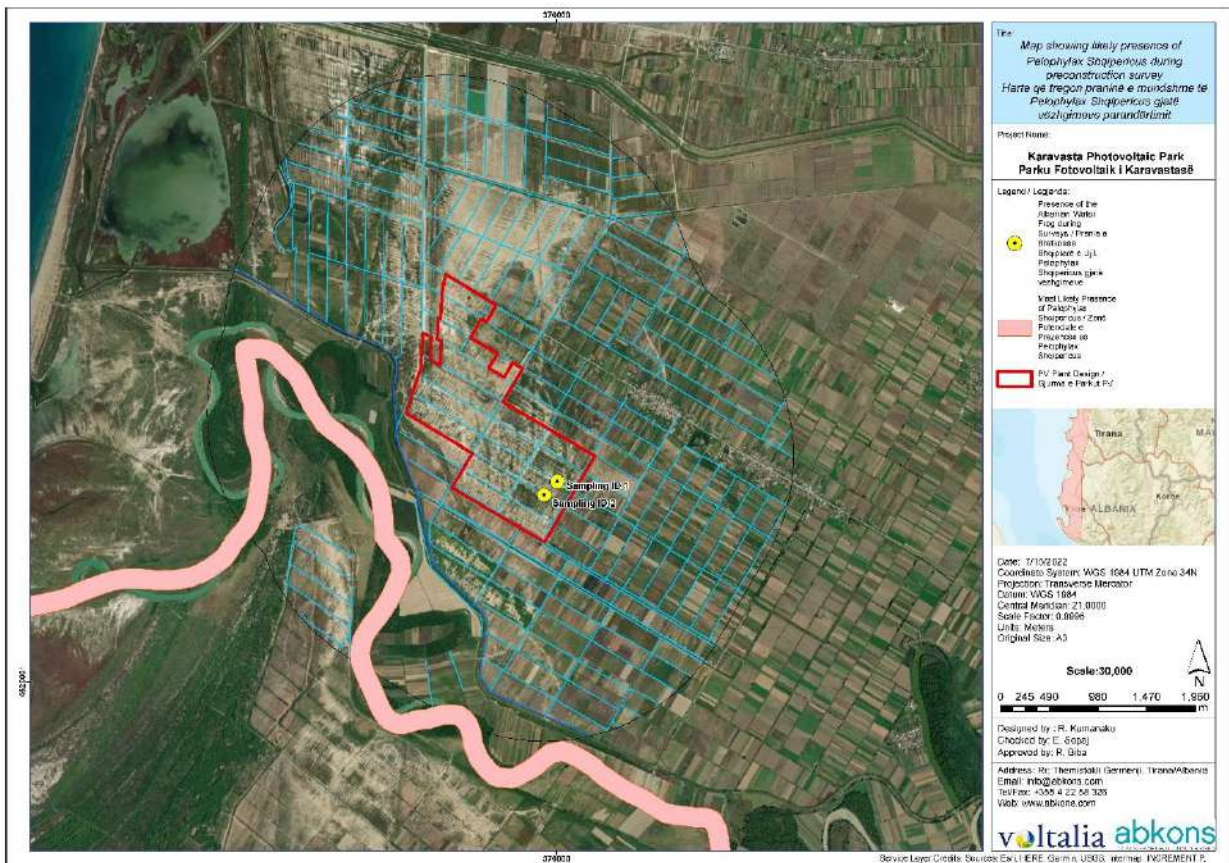 374000
Title:
Map showing likely presence of
Pelophylax Shqipericus during
preconstruction survey
Harte që tregon praninë e mundshme të
Pelophylax Shqipericus gjatë
vëzhgimeve parandërtimit
Project Name:
Karavasta Photovoltaic Park
Parku Fotovoltaik i Karavastasë
Legend / Legjenda:
Presence of the
Albanian Water
Frog during
Surveys / Prania e
Bretkosës
Shqiptare e Ujit
Pelophylax
Shqipericus gjatë
vëzhgimeve
Most Likely Presence
of Pelophylax
Shqipericus / Zonë
Potenciale e
Prezencës së
Pelophylax
Shqipericus
PV Plant Design /
Gjurma e Parkut PV
Sampling ID 1
Sampling ID 2
Tirana
Korce
ALBANIA
Date: 7/10/2022
Coordinate System: WGS 1984 UTM Zone 34N
Projection: Transverse Mercator
Datum: WGS 1984
Central Meridian: 21.0000
Scale Factor: 0.9996
Units: Meters
Original Size: A3
Scale:30,000
N
0 245 490 980 1,470 1,960
m
Designed by : R. Kumanaku
Checked by: E. Sopaj
Approved by: R. Biba
Address: Rr. Themistokli Germenji, Tirana/Albania
Email: info@abkons.com
Tel/Fax: +355 4 22 58 326
Web: www.abkons.com
voltalia abkons
374000
Service Layer Credits: Sources: Esri, HERE, Garmin, USGS, Intermap, INCREMENT P,